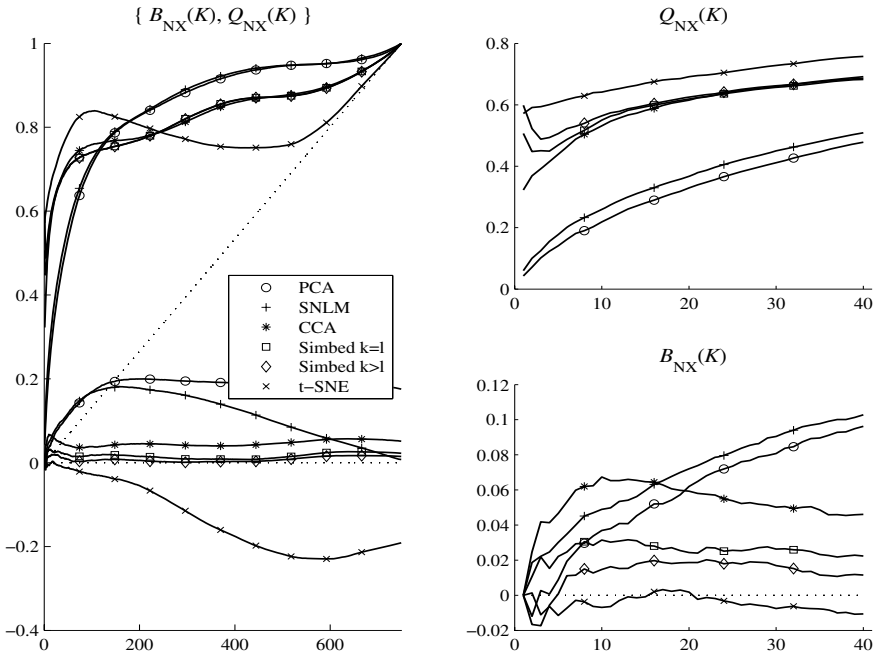 { B_NX(K), Q_NX(K) }
1
0.8
0.6
0.4
0.2
0
−0.2
−0.4
0 200 400 600
PCA
SNLM
CCA
Simbed k=l
Simbed k>l
t−SNE
Q_NX(K)
0.8
0.6
0.4
0.2
0
0 10 20 30 40
B_NX(K)
0.12
0.1
0.08
0.06
0.04
0.02
0
−0.02
0 10 20 30 40